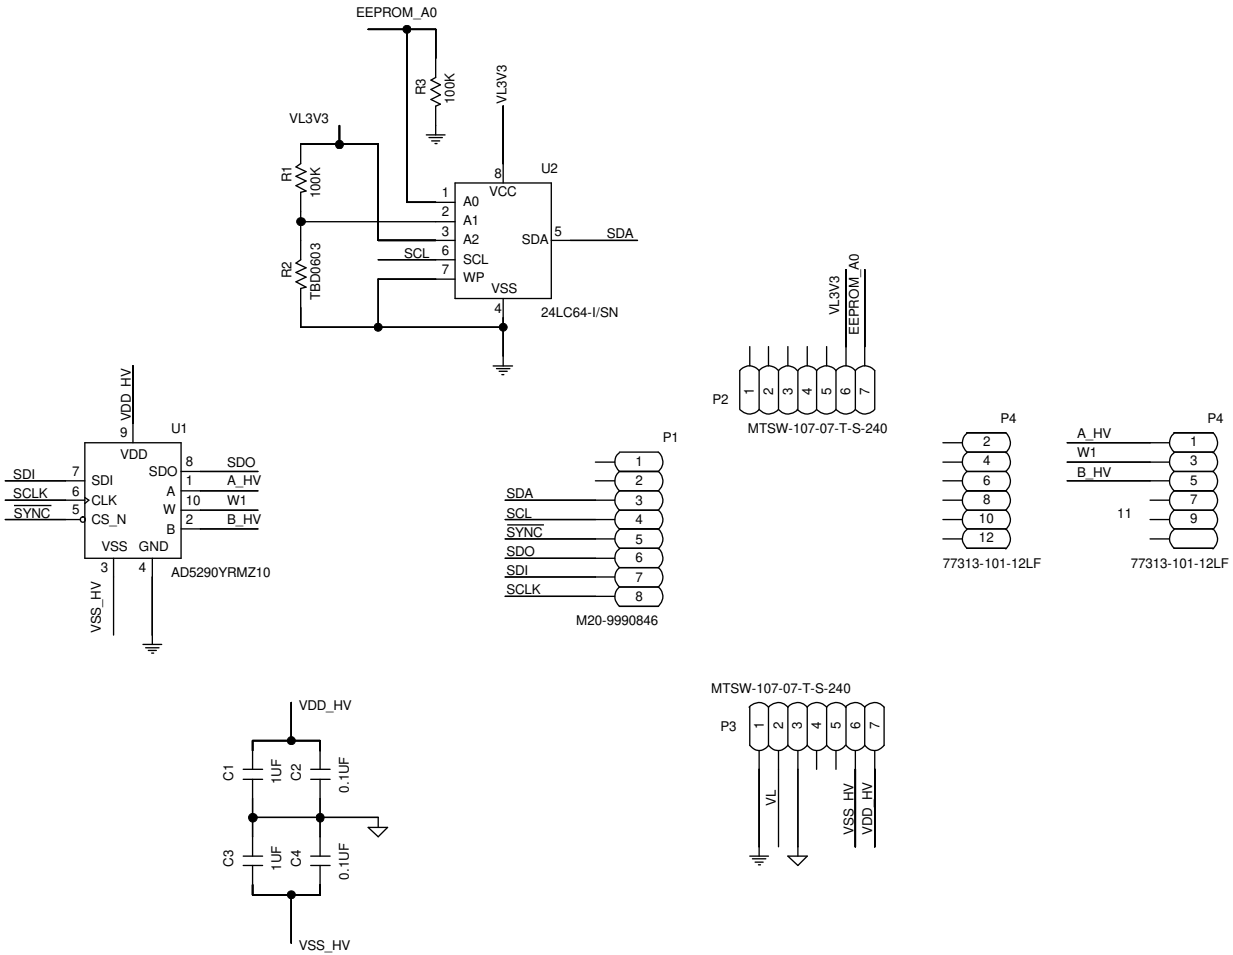 EEPROM_A0
R3
100K
VL3V3
VL3V3
R1
100K
R2
TBD0603
U2
8
VCC
1 A0
2 A1
3 A2
SCL 6 SCL
7 WP
SDA 5 SDA
VSS
4
24LC64-I/SN
VDD_HV
9
U1
VDD
SDI 7 SDI
SCLK 6 CLK
SYNC 5 CS_N
SDO 8 SDO
A 1 A_HV
W 10 W1
B 2 B_HV
VSS GND
3 4
AD5290YRMZ10
VSS_HV
P1
1
2
SDA 3
SCL 4
SYNC 5
SDO 6
SDI 7
SCLK 8
M20-9990846
VL3V3
EEPROM_A0
P2
1 2 3 4 5 6 7
MTSW-107-07-T-S-240
P4
2
4
6
8
10
12
77313-101-12LF
P4
A_HV 1
W1 3
B_HV 5
7
11 9
77313-101-12LF
MTSW-107-07-T-S-240
P3
1 2 3 4 5 6 7
VL
VSS_HV
VDD_HV
VDD_HV
C1 1UF C2 0.1UF
C3 1UF C4 0.1UF
VSS_HV